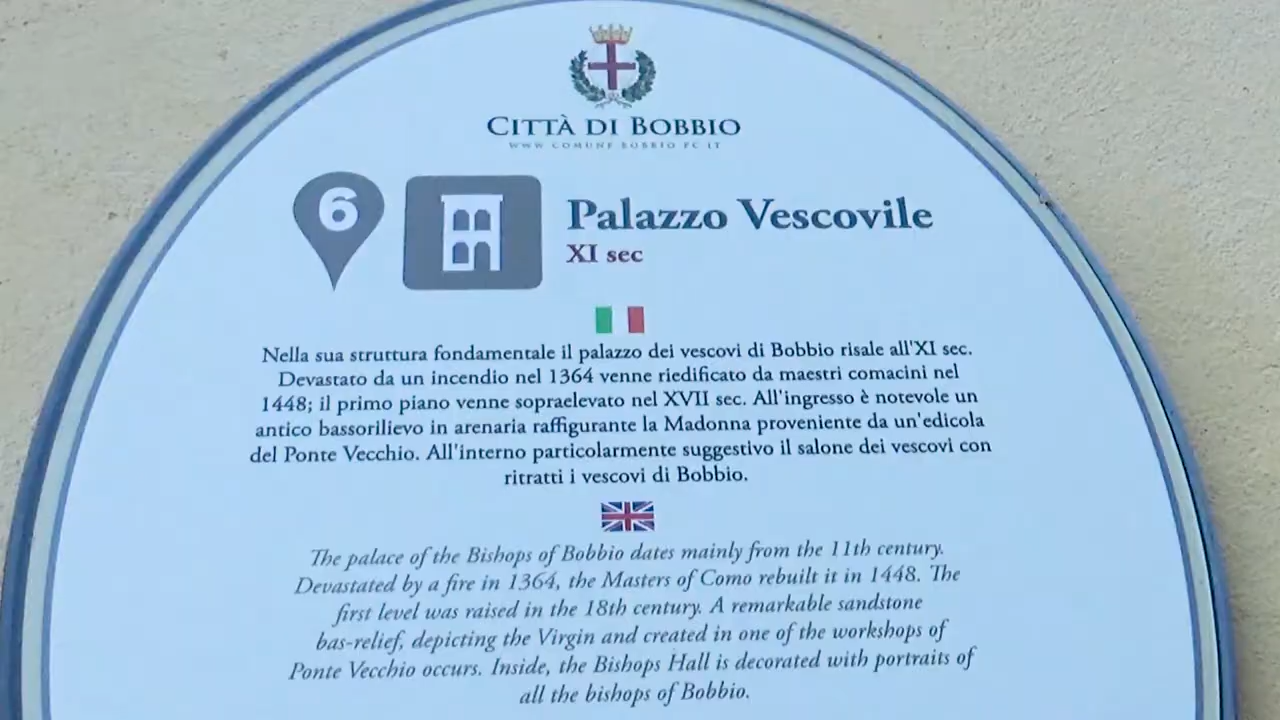 CITTÀ DI BOBBIO
WWW COMUNE BOBBIO PC IT
6
Palazzo Vescovile
XI sec
Nella sua struttura fondamentale il palazzo dei vescovi di Bobbio risale all'XI sec.
Devastato da un incendio nel 1364 venne riedificato da maestri comacini nel
1448; il primo piano venne sopraelevato nel XVII sec. All'ingresso è notevole un
antico bassorilievo in arenaria raffigurante la Madonna proveniente da un'edicola
del Ponte Vecchio. All'interno particolarmente suggestivo il salone dei vescovi con
ritratti i vescovi di Bobbio.
The palace of the Bishops of Bobbio dates mainly from the 11th century.
Devastated by a fire in 1364, the Masters of Como rebuilt it in 1448. The
first level was raised in the 18th century. A remarkable sandstone
bas-relief, depicting the Virgin and created in one of the workshops of
Ponte Vecchio occurs. Inside, the Bishops Hall is decorated with portraits of
all the bishops of Bobbio.